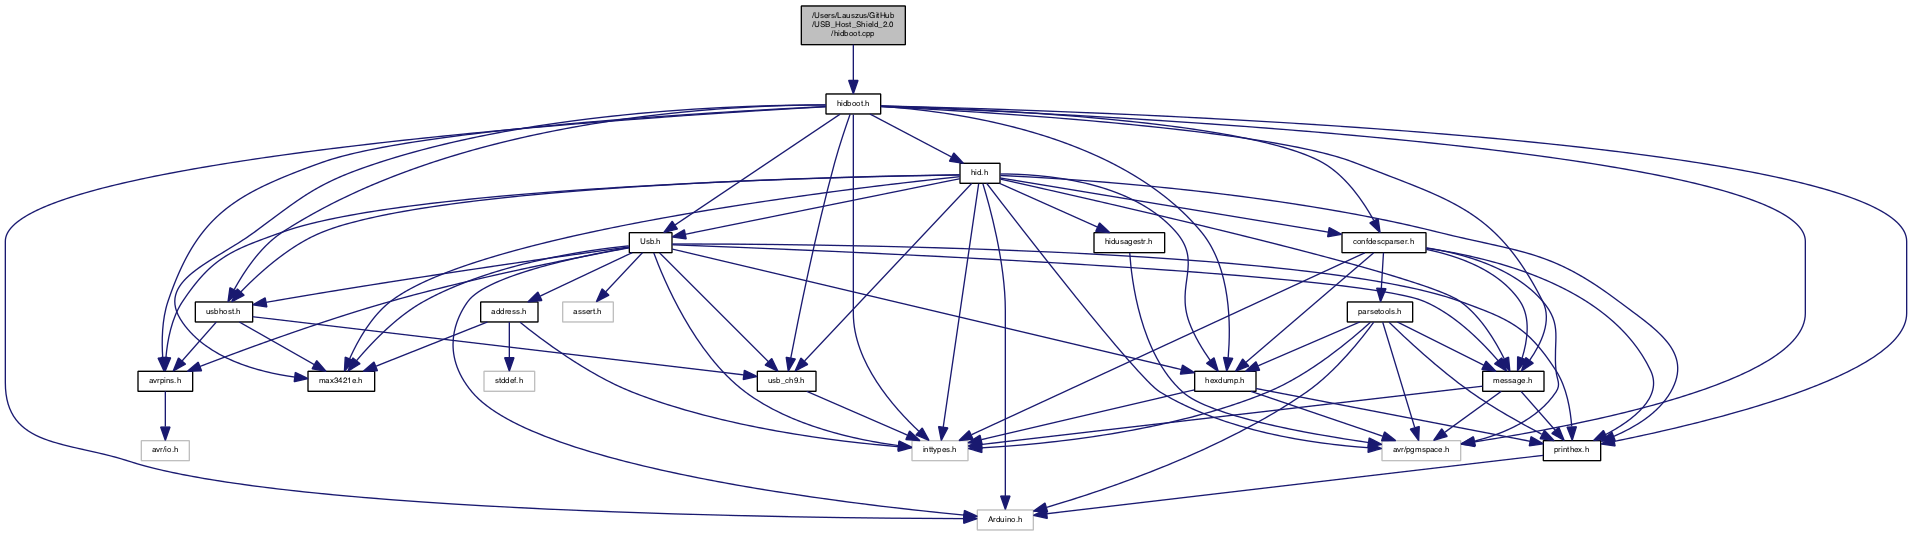 /Users/Lauszus/GitHub
/USB_Host_Shield_2.0
/hidboot.cpp
hidboot.h
hid.h
Usb.h
hidusagestr.h
confdescparser.h
usbhost.h
address.h
assert.h
parsetools.h
avrpins.h
max3421e.h
stddef.h
usb_ch9.h
hexdump.h
message.h
avr/io.h
inttypes.h
avr/pgmspace.h
printhex.h
Arduino.h